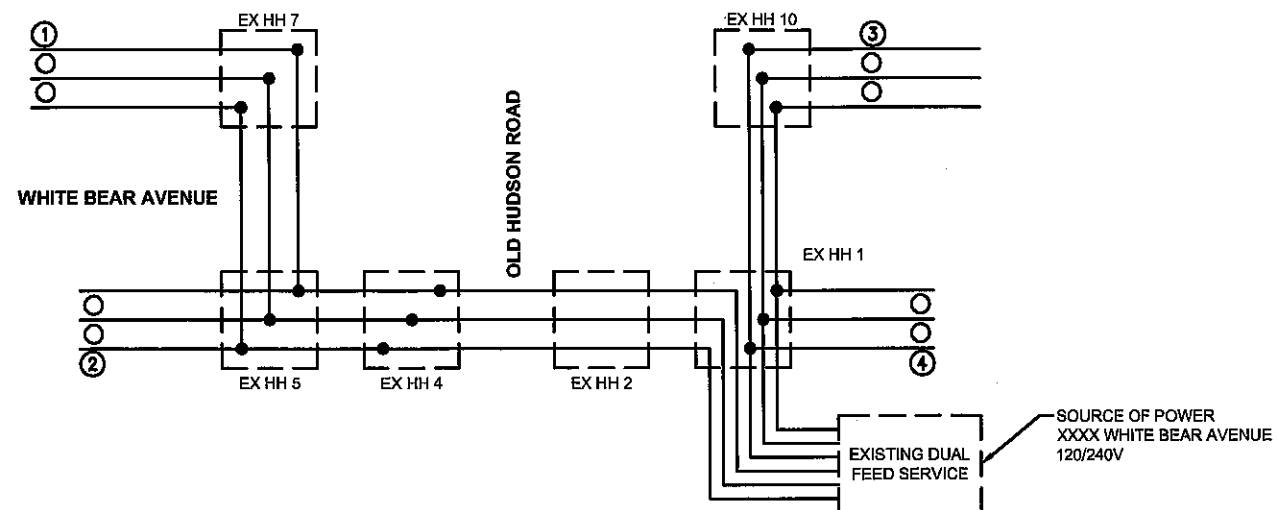 EX HH 7
EX HH 10
1
3
WHITE BEAR AVENUE
OLD HUDSON ROAD
EX HH 1
2
EX HH 5
EX HH 4
EX HH 2
4
EXISTING DUAL
FEED SERVICE
SOURCE OF POWER
XXXX WHITE BEAR AVENUE
120/240V